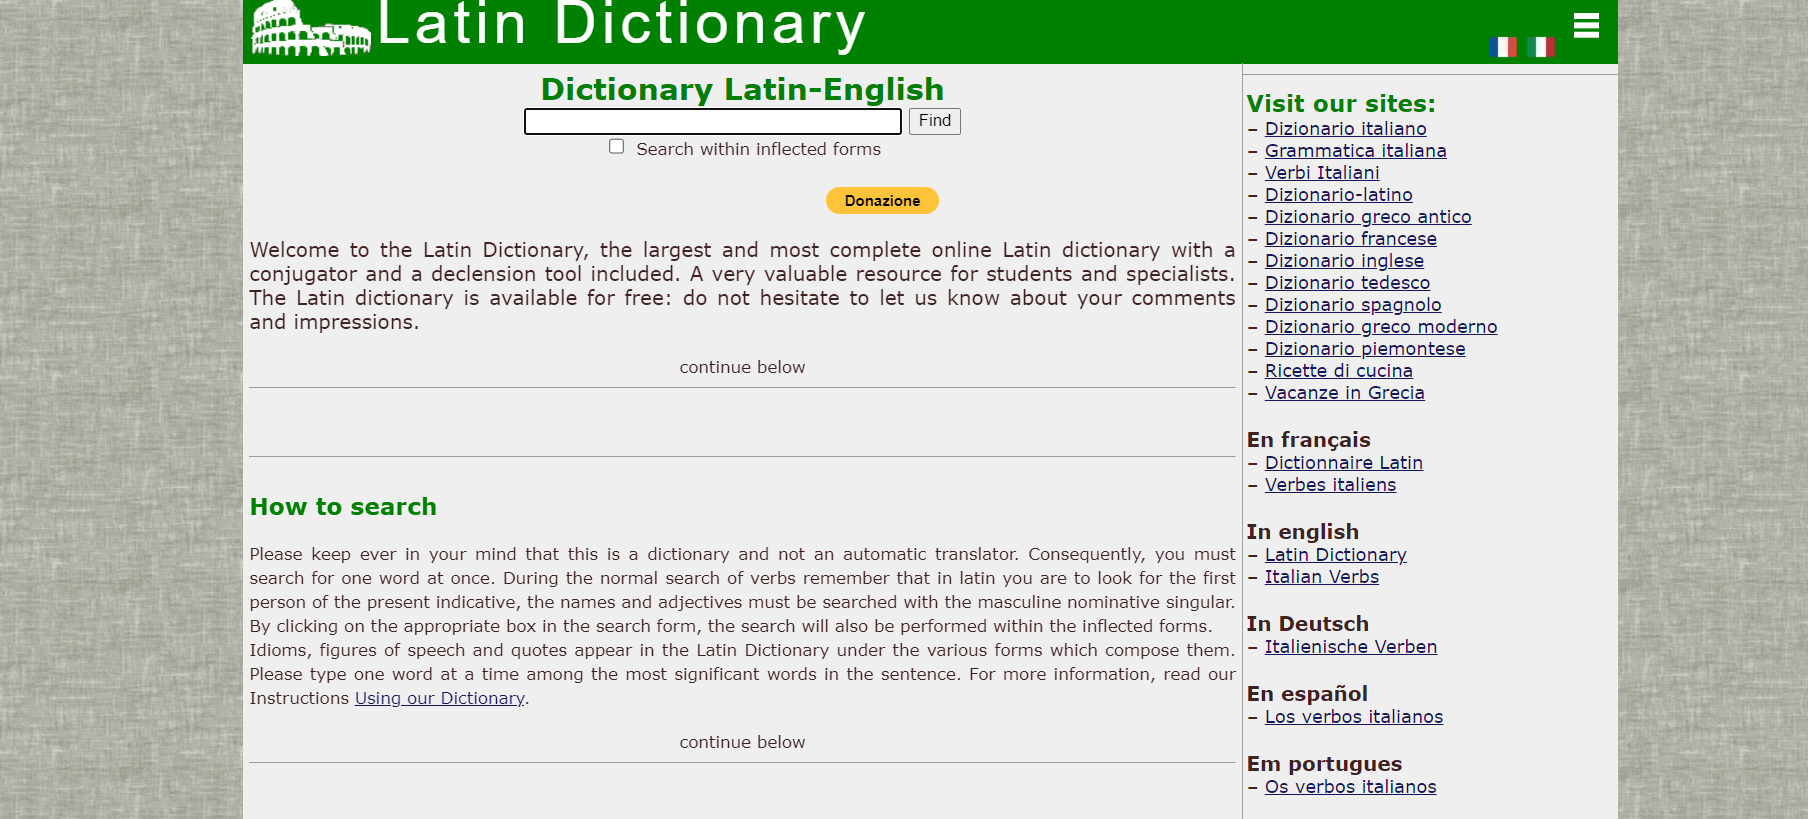 Latin Dictionary
Dictionary Latin-English
Find
Search within inflected forms
Donazione
Welcome to the Latin Dictionary, the largest and most complete online Latin dictionary with a
conjugator and a declension tool included. A very valuable resource for students and specialists.
The Latin dictionary is available for free: do not hesitate to let us know about your comments
and impressions.
continue below
How to search
Please keep ever in your mind that this is a dictionary and not an automatic translator. Consequently, you must
search for one word at once. During the normal search of verbs remember that in latin you are to look for the first
person of the present indicative, the names and adjectives must be searched with the masculine nominative singular.
By clicking on the appropriate box in the search form, the search will also be performed within the inflected forms.
Idioms, figures of speech and quotes appear in the Latin Dictionary under the various forms which compose them.
Please type one word at a time among the most significant words in the sentence. For more information, read our
Instructions Using our Dictionary.
continue below
Visit our sites:
– Dizionario italiano
– Grammatica italiana
– Verbi Italiani
– Dizionario-latino
– Dizionario greco antico
– Dizionario francese
– Dizionario inglese
– Dizionario tedesco
– Dizionario spagnolo
– Dizionario greco moderno
– Dizionario piemontese
– Ricette di cucina
– Vacanze in Grecia
En français
– Dictionnaire Latin
– Verbes italiens
In english
– Latin Dictionary
– Italian Verbs
In Deutsch
– Italienische Verben
En español
– Los verbos italianos
Em portugues
– Os verbos italianos